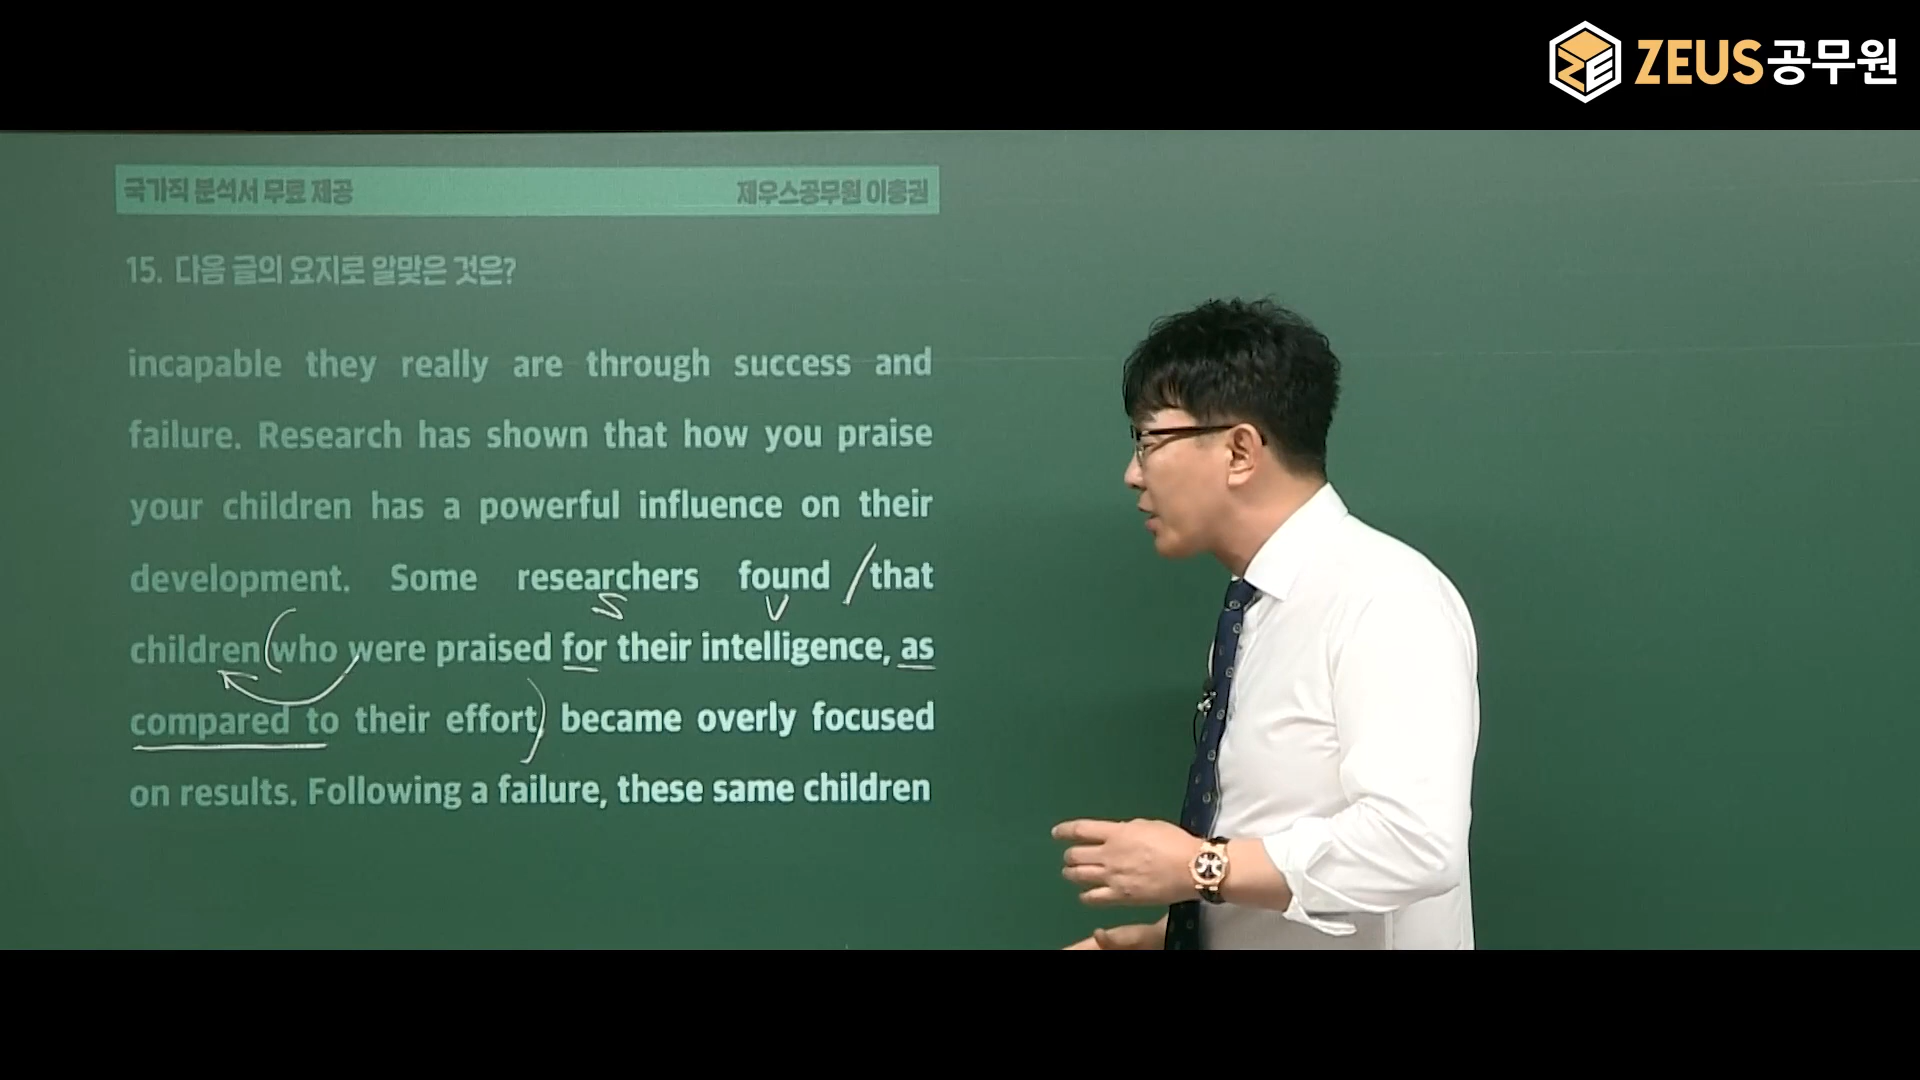 ZEUS공무원
국가직 분석서 무료 제공
제우스공무원 이흥권
15. 다음 글의 요지로 알맞은 것은?
incapable they really are through success and
failure. Research has shown that how you praise
your children has a powerful influence on their
development. Some researchers found that
S V
children who were praised for their intelligence, as
compared to their effort, became overly focused
on results. Following a failure, these same children